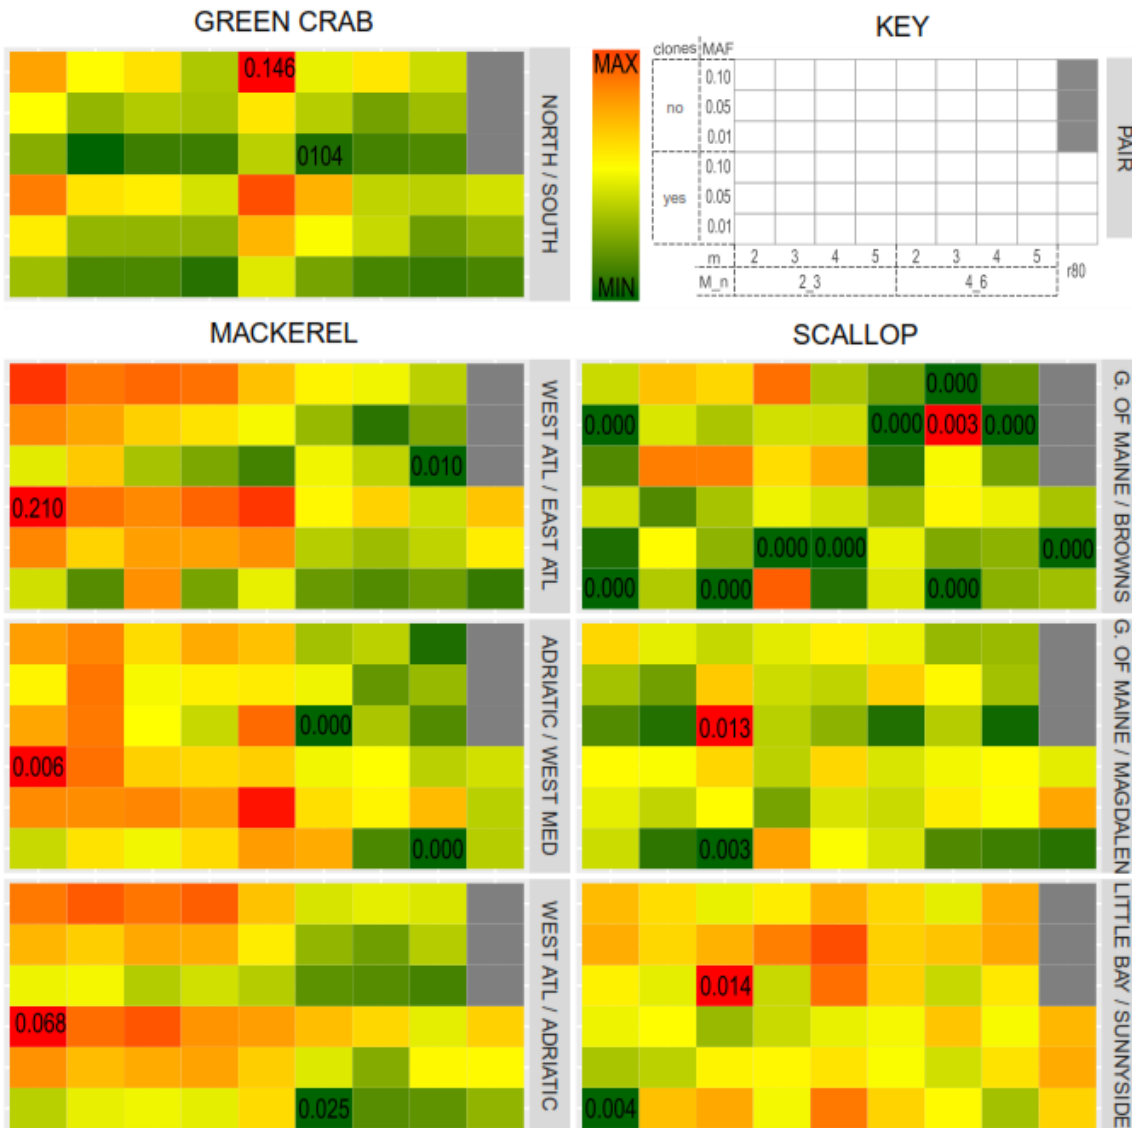 GREEN CRAB
KEY
0.146
0104
NORTH / SOUTH
MAX
MIN
clones MAF
no
0.10
0.05
0.01
yes
0.10
0.05
0.01
m 2 3 4 5 2 3 4 5 r80
M_n 2_3 4_6
PAIR
MACKEREL
SCALLOP
0.010
0.210
WEST ATL / EAST ATL
0.000
0.000 0.000 0.003 0.000
0.000 0.000 0.000
0.000 0.000 0.000
G. OF MAINE / BROWNS
0.000
0.006
0.000
ADRIATIC / WEST MED
0.013
0.003
G. OF MAINE / MAGDALEN
0.068
0.025
WEST ATL / ADRIATIC
0.014
0.004
LITTLE BAY / SUNNYSIDE